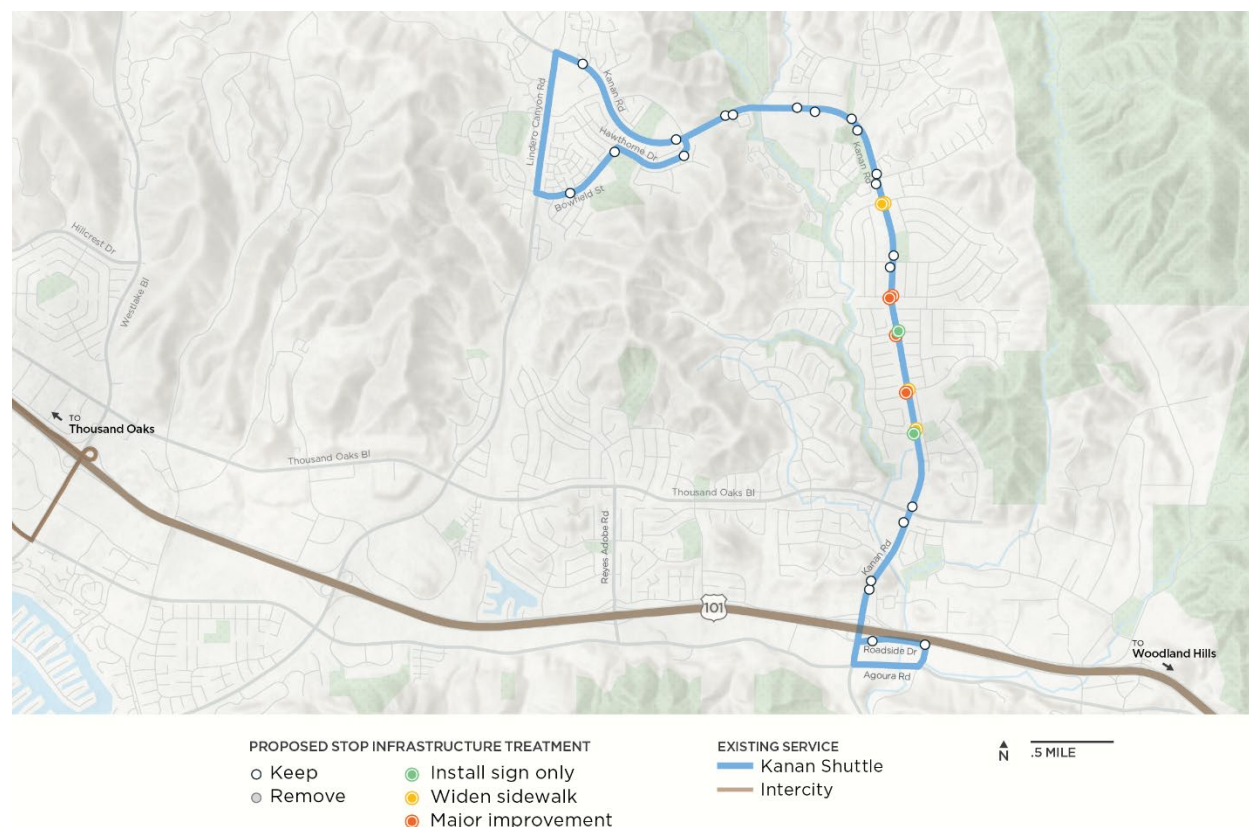 Kanan Rd
Lindero Canyon Rd
Hawthorne Dr
Bowfield St
Kanan Rd
Hillcrest Dr
Westlake Bl
TO
Thousand Oaks
Thousand Oaks Bl
Thousand Oaks Bl
Reyes Adobe Rd
Kanan Rd
101
Roadside Dr
Agoura Rd
TO
Woodland Hills
PROPOSED STOP INFRASTRUCTURE TREATMENT
Keep
Remove
Install sign only
Widen sidewalk
Major improvement
EXISTING SERVICE
Kanan Shuttle
Intercity
N
.5 MILE